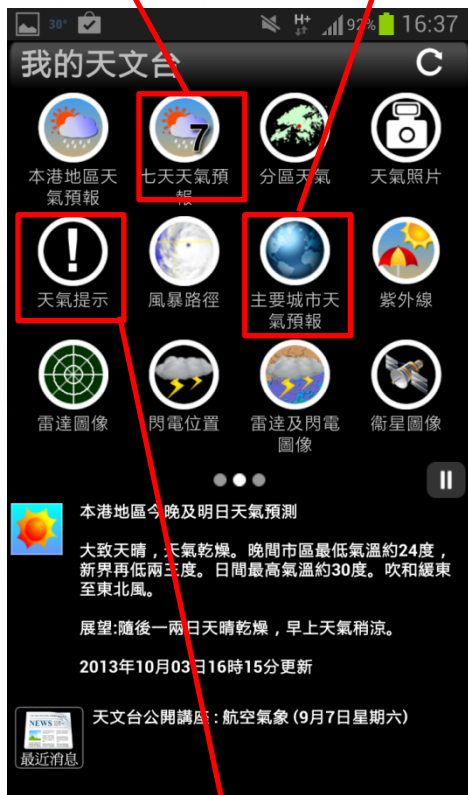 30° H+ 92% 16:37
我的天文台
7
本港地區天
氣預報
七天天氣預
報
分區天氣
天氣照片
天氣提示
風暴路徑
主要城市天
氣預報
紫外線
雷達圖像
閃電位置
雷達及閃電
圖像
衞星圖像
本港地區今晚及明日天氣預測
大致天晴，天氣乾燥。晚間市區最低氣溫約24度，
新界再低兩三度。日間最高氣溫約30度。吹和緩東
至東北風。
展望:隨後一兩日天晴乾燥，早上天氣稍涼。
2013年10月03日16時15分更新
NEWS
最近消息
天文台公開講座 : 航空氣象 (9月7日星期六)